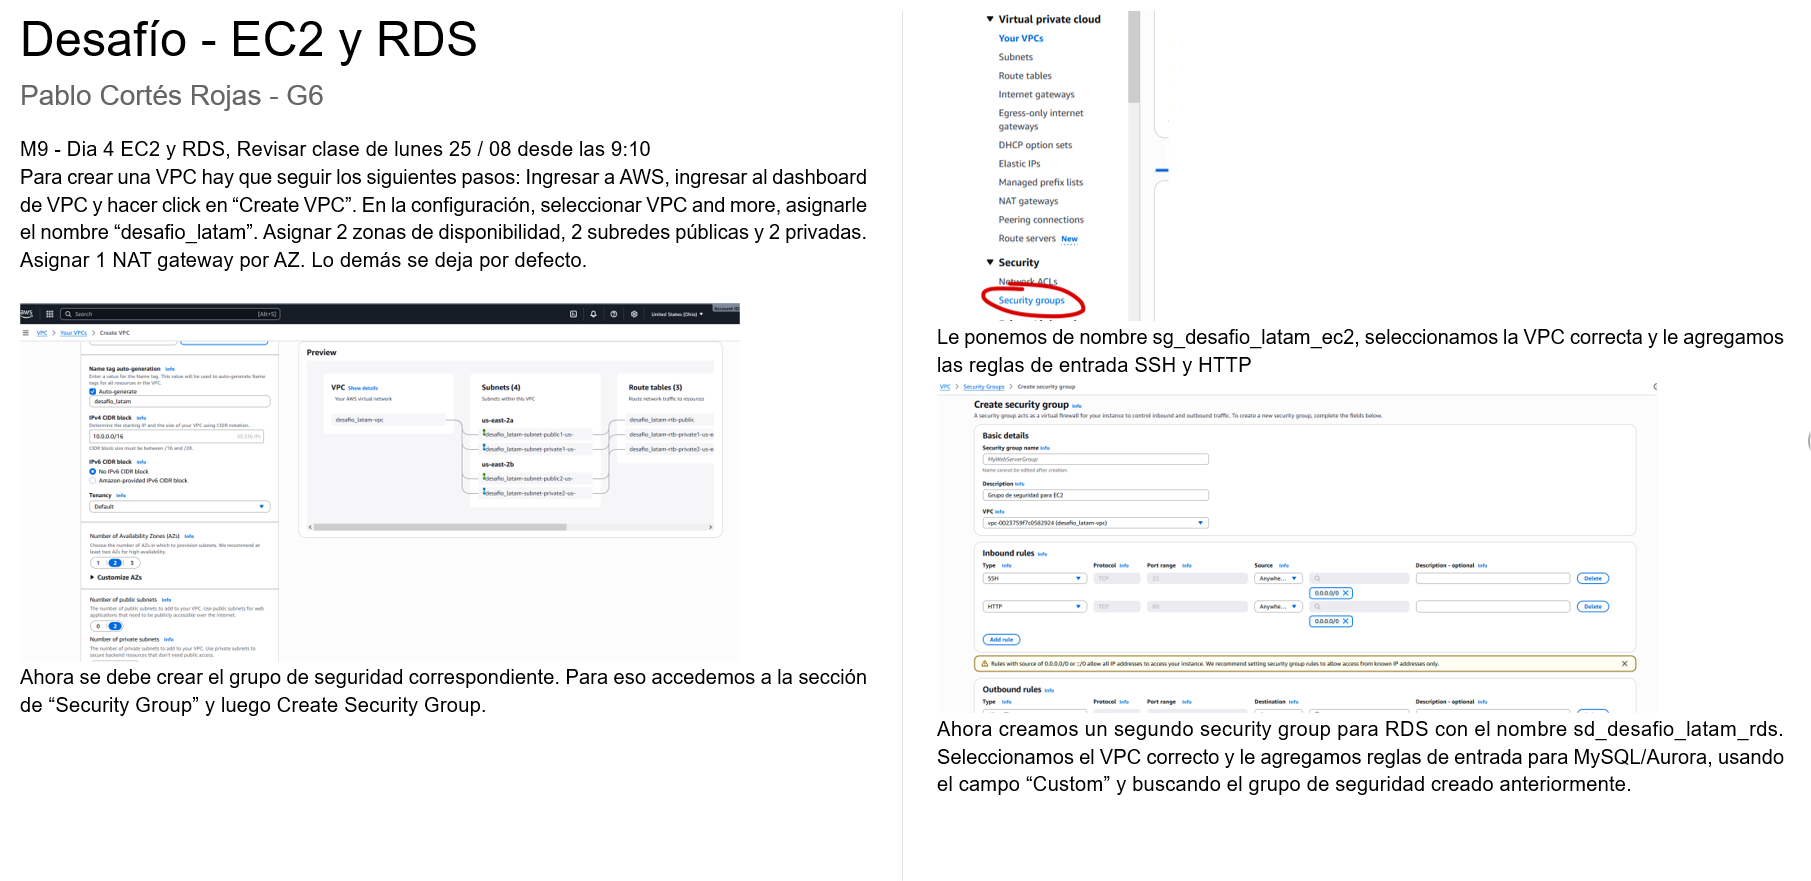 Desafío - EC2 y RDS
Pablo Cortés Rojas - G6
M9 - Dia 4 EC2 y RDS, Revisar clase de lunes 25 / 08 desde las 9:10
Para crear una VPC hay que seguir los siguientes pasos: Ingresar a AWS, ingresar al dashboard
de VPC y hacer click en “Create VPC”. En la configuración, seleccionar VPC and more, asignarle
el nombre “desafio_latam”. Asignar 2 zonas de disponibilidad, 2 subredes públicas y 2 privadas.
Asignar 1 NAT gateway por AZ. Lo demás se deja por defecto.
aws Search [Alt+S] United States (Ohio) Account ID
VPC > Your VPCs > Create VPC
Name tag auto-generation Info
Enter a value for the Name tag. This value will be used to auto-generate Name
tags for all resources in the VPC.
Auto-generate
desafio_latam
IPv4 CIDR block Info
Determine the starting IP and the size of your VPC using CIDR notation.
10.0.0.0/16 65,536 IPs
CIDR block size must be between /16 and /28.
IPv6 CIDR block Info
No IPv6 CIDR block
Amazon-provided IPv6 CIDR block
Tenancy Info
Default
Number of Availability Zones (AZs) Info
Choose the number of AZs in which to provision subnets. We recommend at
least two AZs for high availability.
1 2 3
Customize AZs
Number of public subnets Info
The number of public subnets to add to your VPC. Use public subnets for web
applications that need to be publicly accessible over the internet.
0 2
Number of private subnets Info
The number of private subnets to add to your VPC. Use private subnets to
secure backend resources that don't need public access.
Preview
VPC Show details
Your AWS virtual network
desafio_latam-vpc
Subnets (4)
Subnets within this VPC
us-east-2a
desafio_latam-subnet-public1-us-
desafio_latam-subnet-private1-us-
us-east-2b
desafio_latam-subnet-public2-us-
desafio_latam-subnet-private2-us-
Route tables (3)
Route network traffic to resources
desafio_latam-rtb-public
desafio_latam-rtb-private1-us-e
desafio_latam-rtb-private2-us-e
Ahora se debe crear el grupo de seguridad correspondiente. Para eso accedemos a la sección
de “Security Group” y luego Create Security Group.
Virtual private cloud
Your VPCs
Subnets
Route tables
Internet gateways
Egress-only internet
gateways
DHCP option sets
Elastic IPs
Managed prefix lists
NAT gateways
Peering connections
Route servers New
Security
Network ACLs
Security groups
Le ponemos de nombre sg_desafio_latam_ec2, seleccionamos la VPC correcta y le agregamos
las reglas de entrada SSH y HTTP
VPC > Security Groups > Create security group
Create security group Info
A security group acts as a virtual firewall for your instance to control inbound and outbound traffic. To create a new security group, complete the fields below.
Basic details
Security group name Info
MyWebServerGroup
Name cannot be edited after creation.
Description Info
Grupo de seguridad para EC2
VPC Info
vpc-0023759f7c0582924 (desafio_latam-vpc)
Inbound rules Info
Type Info Protocol Info Port range Info Source Info Description - optional Info
SSH TCP 22 Anywhe... Delete
0.0.0.0/0 X
HTTP TCP 80 Anywhe... Delete
0.0.0.0/0 X
Add rule
Rules with source of 0.0.0.0/0 or ::/0 allow all IP addresses to access your instance. We recommend setting security group rules to allow access from known IP addresses only.
Outbound rules Info
Type Info Protocol Info Port range Info Destination Info Description - optional Info
Ahora creamos un segundo security group para RDS con el nombre sd_desafio_latam_rds.
Seleccionamos el VPC correcto y le agregamos reglas de entrada para MySQL/Aurora, usando
el campo “Custom” y buscando el grupo de seguridad creado anteriormente.